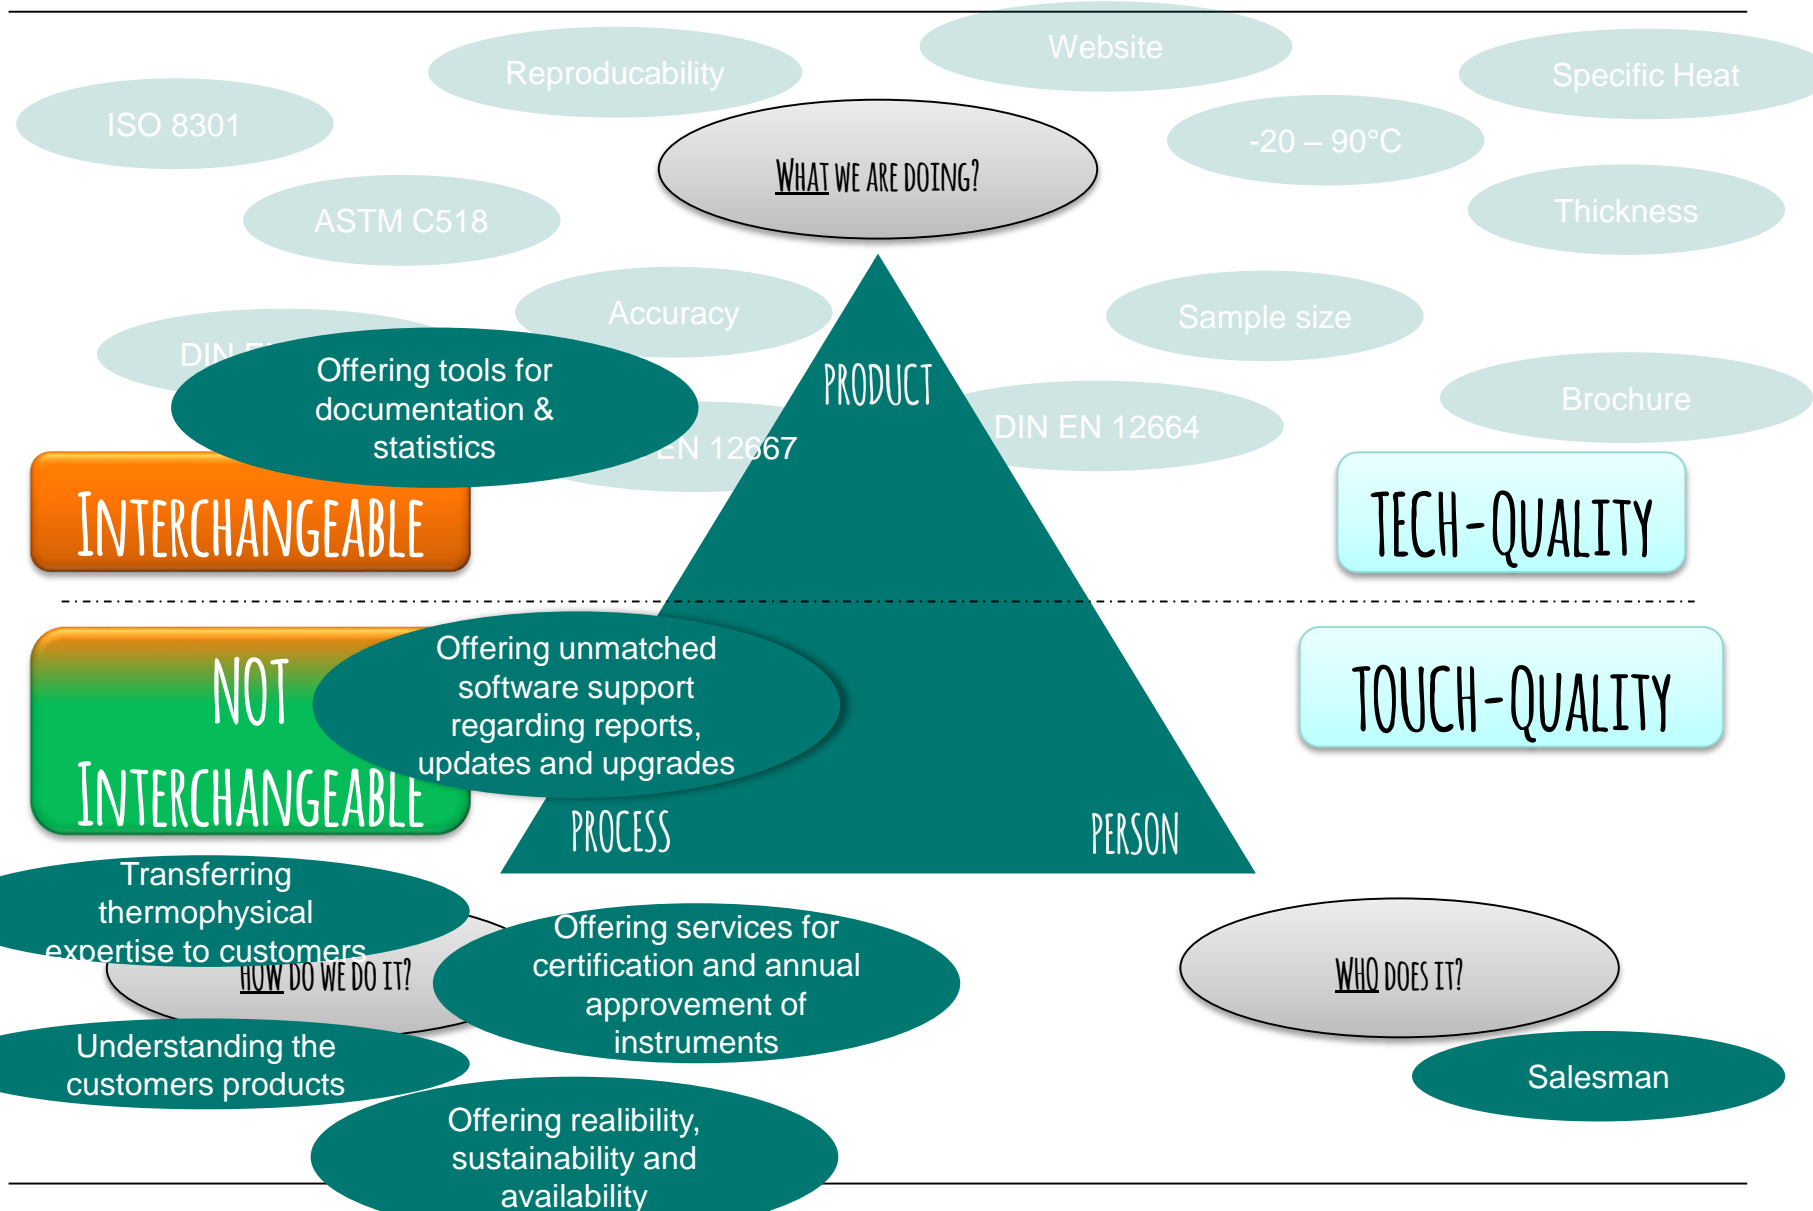 Website
Reproducability
Specific Heat
ISO 8301
-20 – 90°C
WHAT WE ARE DOING?
ASTM C518
Thickness
Accuracy
Sample size
DIN
Offering tools for
documentation &
statistics
PRODUCT
Brochure
DIN EN 12664
EN 12667
INTERCHANGEABLE
TECH-QUALITY
NOT
INTERCHANGEABLE
Offering unmatched
software support
regarding reports,
updates and upgrades
TOUCH-QUALITY
PROCESS
PERSON
Transferring
thermophysical
expertise to customers
HOW DO WE DO IT?
Offering services for
certification and annual
approvement of
instruments
WHO DOES IT?
Understanding the
customers products
Salesman
Offering realibility,
sustainability and
availability